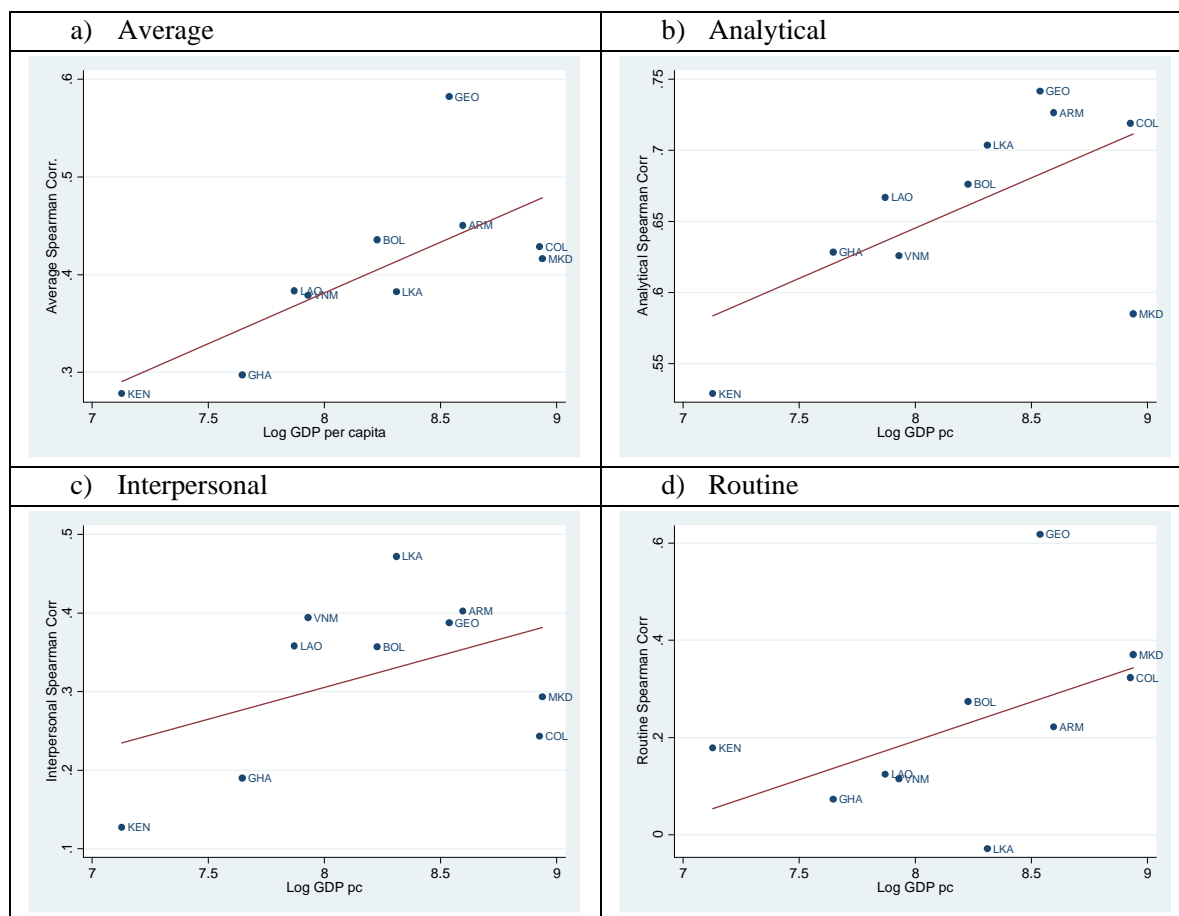 a) Average
.6
.5
.4
.3
Average Spearman Corr.
GEO
ARM
BOL
COL
MKD
LAO
VNM
LKA
GHA
KEN
7 7.5 8 8.5 9
Log GDP per capita
b) Analytical
.75
.7
.65
.6
.55
Analytical Spearman Corr
GEO
ARM
COL
LKA
BOL
LAO
GHA
VNM
MKD
KEN
7 7.5 8 8.5 9
Log GDP pc
c) Interpersonal
.5
.4
.3
.2
.1
Interpersonal Spearman Corr
LKA
ARM
VNM
GEO
LAO
BOL
MKD
COL
GHA
KEN
7 7.5 8 8.5 9
Log GDP pc
d) Routine
.6
.4
.2
0
Routine Spearman Corr
GEO
MKD
COL
BOL
ARM
KEN
LAO
VNM
GHA
LKA
7 7.5 8 8.5 9
Log GDP pc